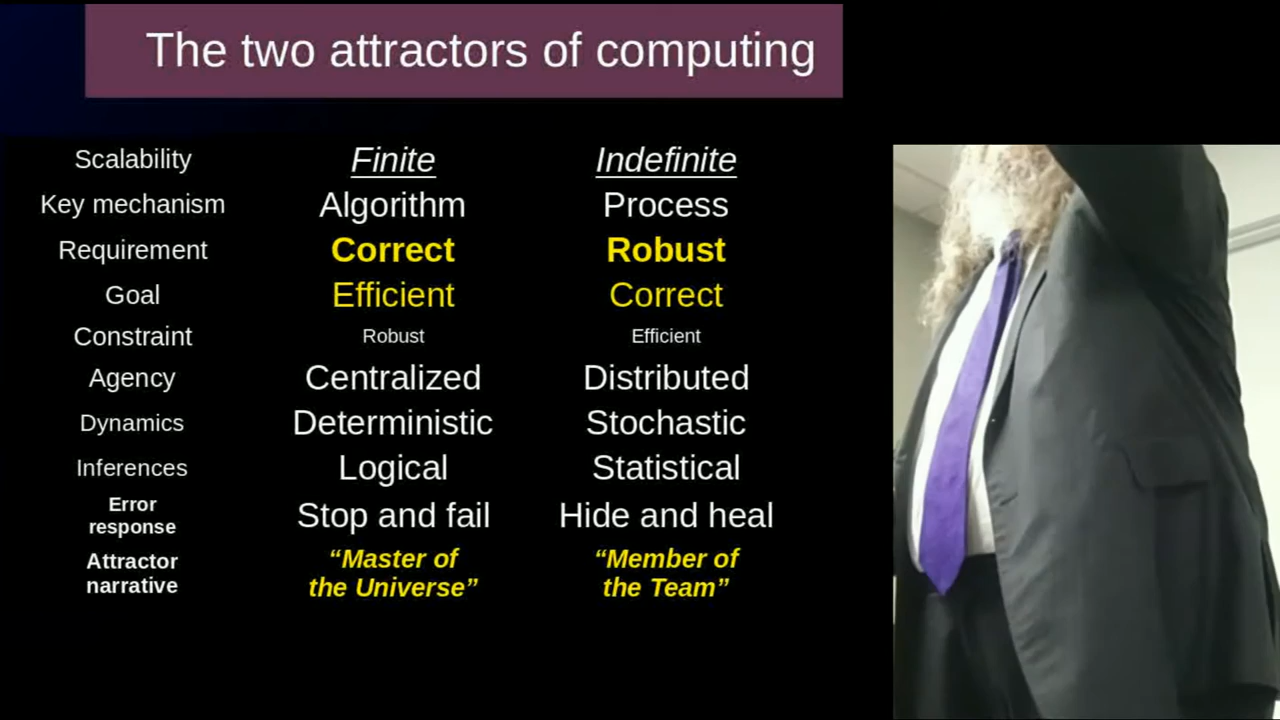 The two attractors of computing
Scalability Finite Indefinite
Key mechanism Algorithm Process
Requirement Correct Robust
Goal Efficient Correct
Constraint Robust Efficient
Agency Centralized Distributed
Dynamics Deterministic Stochastic
Inferences Logical Statistical
Error
response Stop and fail Hide and heal
Attractor “Master of “Member of
narrative the Universe” the Team”